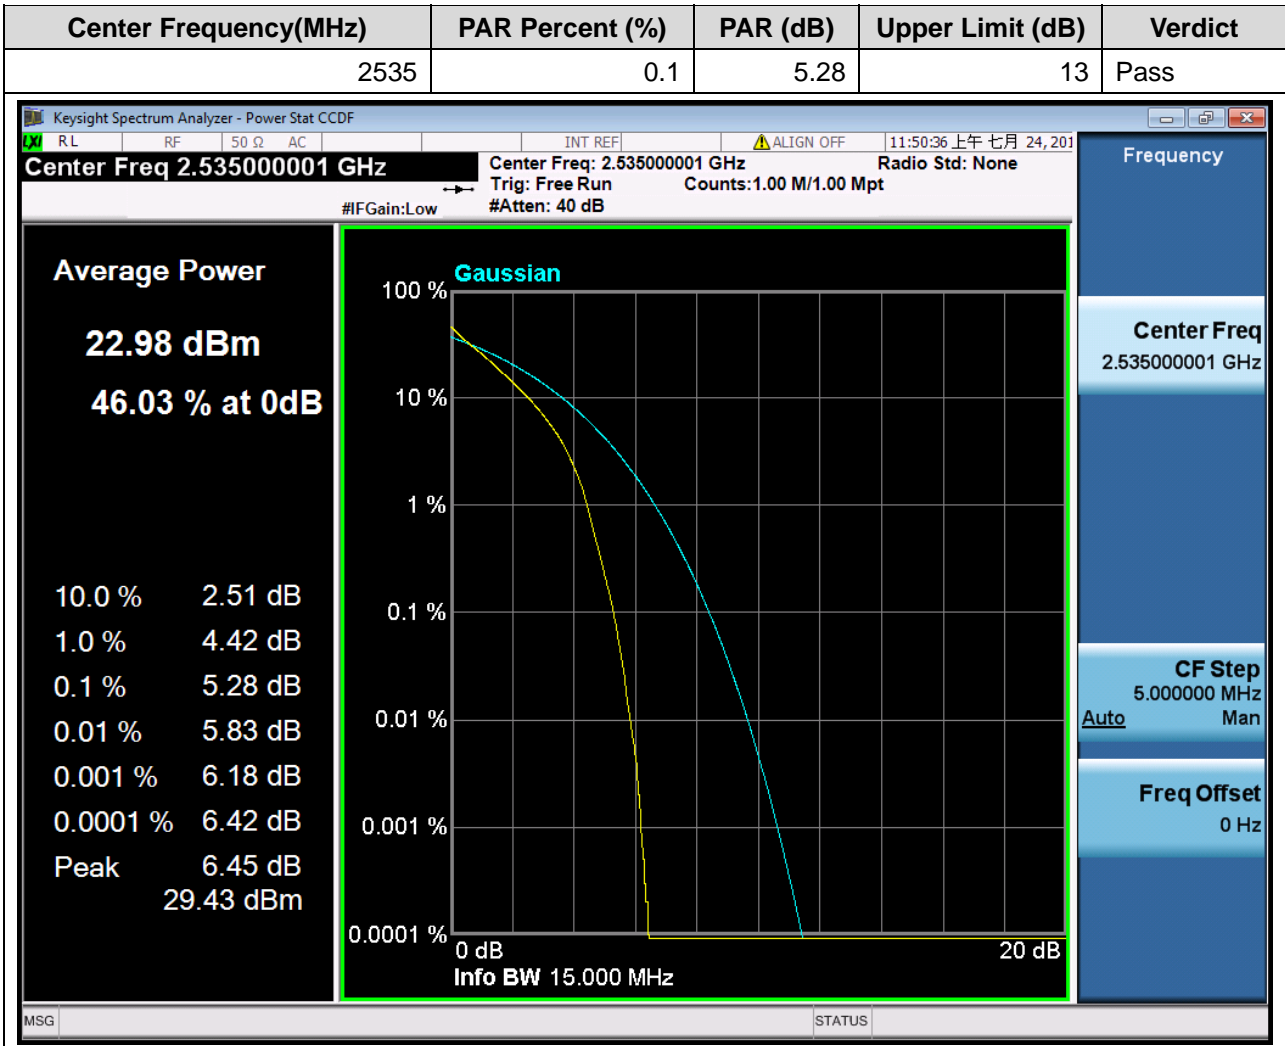 Center Frequency(MHz) PAR Percent (%) PAR (dB) Upper Limit (dB) Verdict
2535 0.1 5.28 13 Pass
Keysight Spectrum Analyzer - Power Stat CCDF
LXI RL RF 50 Ω AC INT REF ALIGN OFF 11:50:36 上午 七月 24, 201
Center Freq 2.535000001 GHz
Center Freq: 2.535000001 GHz Radio Std: None
Trig: Free Run Counts:1.00 M/1.00 Mpt
#IFGain:Low #Atten: 40 dB
Average Power
22.98 dBm
46.03 % at 0dB
10.0 % 2.51 dB
1.0 % 4.42 dB
0.1 % 5.28 dB
0.01 % 5.83 dB
0.001 % 6.18 dB
0.0001 % 6.42 dB
Peak 6.45 dB
29.43 dBm
Gaussian
100 %
10 %
1 %
0.1 %
0.01 %
0.001 %
0.0001 %
0 dB 20 dB
Info BW 15.000 MHz
Frequency
Center Freq
2.535000001 GHz
CF Step
5.000000 MHz
Auto Man
Freq Offset
0 Hz
MSG STATUS